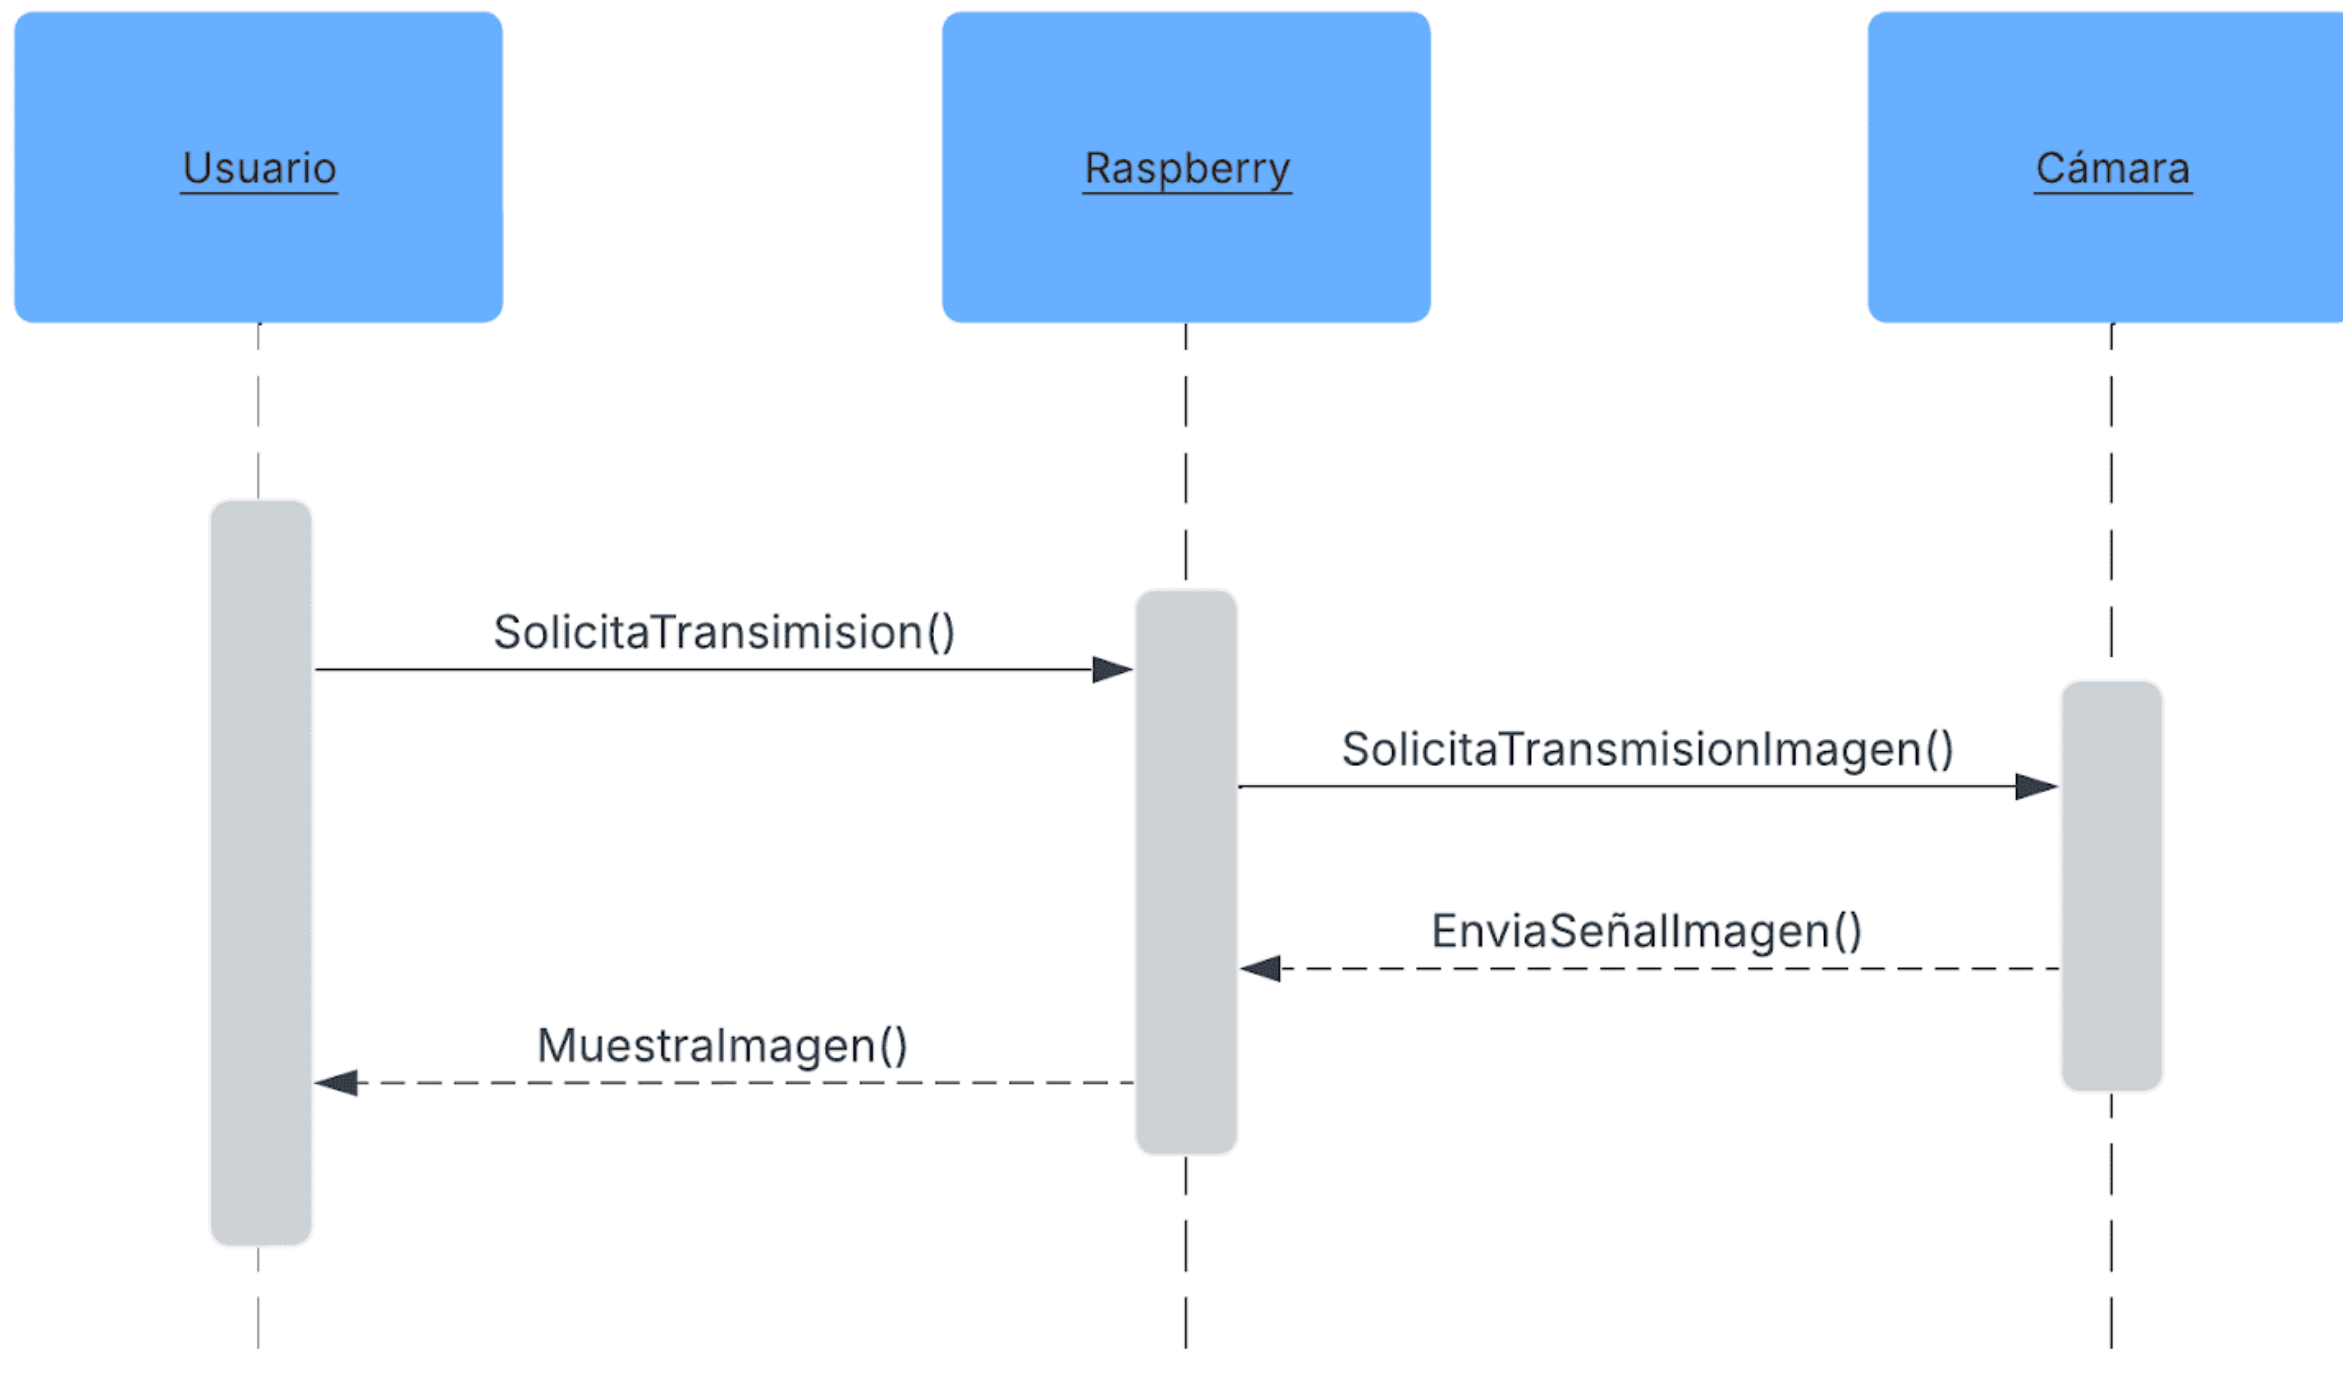 Usuario
Raspberry
Cámara
SolicitaTransimision()
SolicitaTransmisionImagen()
EnviaSeñalImagen()
MuestraImagen()